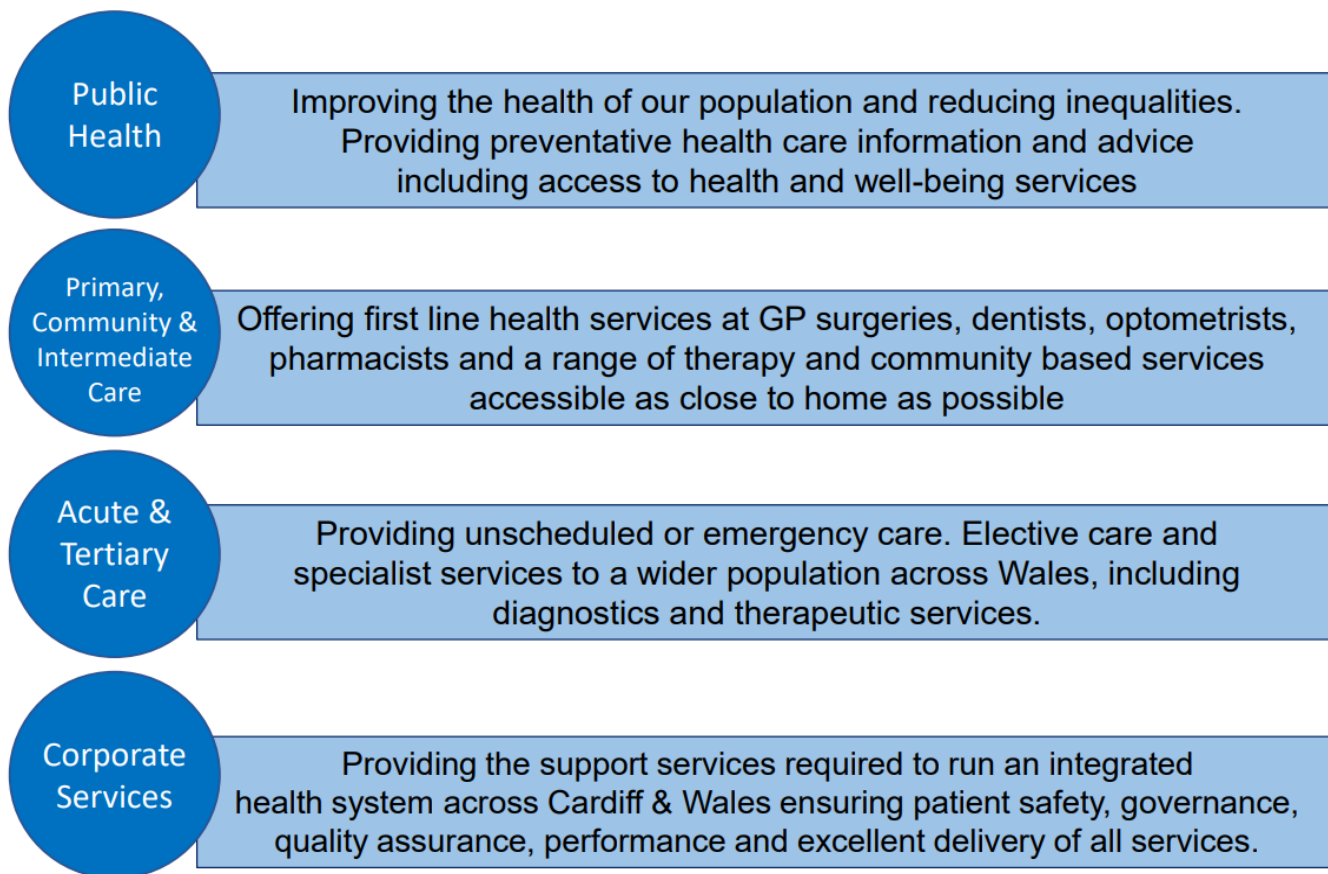 Public
Health
Improving the health of our population and reducing inequalities.
Providing preventative health care information and advice
including access to health and well-being services
Primary,
Community &
Intermediate
Care
Offering first line health services at GP surgeries, dentists, optometrists,
pharmacists and a range of therapy and community based services
accessible as close to home as possible
Acute &
Tertiary
Care
Providing unscheduled or emergency care. Elective care and
specialist services to a wider population across Wales, including
diagnostics and therapeutic services.
Corporate
Services
Providing the support services required to run an integrated
health system across Cardiff & Wales ensuring patient safety, governance,
quality assurance, performance and excellent delivery of all services.